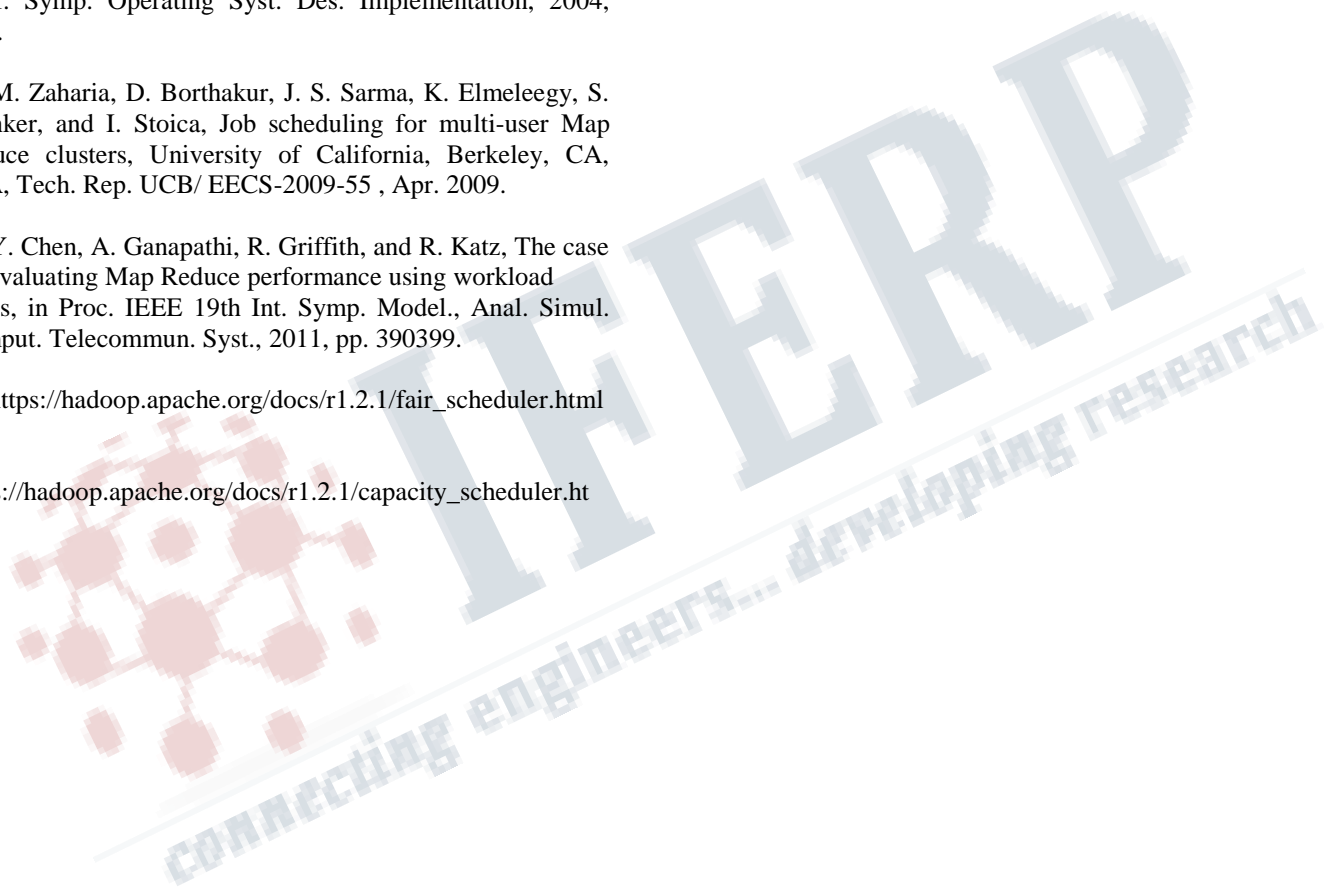 Symp. Operating Syst. Des. Implementation, 2004,
M. Zaharia, D. Borthakur, J. S. Sarma, K. Elmeleegy, S.
nker, and I. Stoica, Job scheduling for multi-user Map
uce clusters, University of California, Berkeley, CA,
, Tech. Rep. UCB/ EECS-2009-55 , Apr. 2009.
Y. Chen, A. Ganapathi, R. Griffith, and R. Katz, The case
valuating Map Reduce performance using workload
s, in Proc. IEEE 19th Int. Symp. Model., Anal. Simul.
put. Telecommun. Syst., 2011, pp. 390399.
ttps://hadoop.apache.org/docs/r1.2.1/fair_scheduler.html
://hadoop.apache.org/docs/r1.2.1/capacity_scheduler.ht
IFERP
connecting engineers... developing research